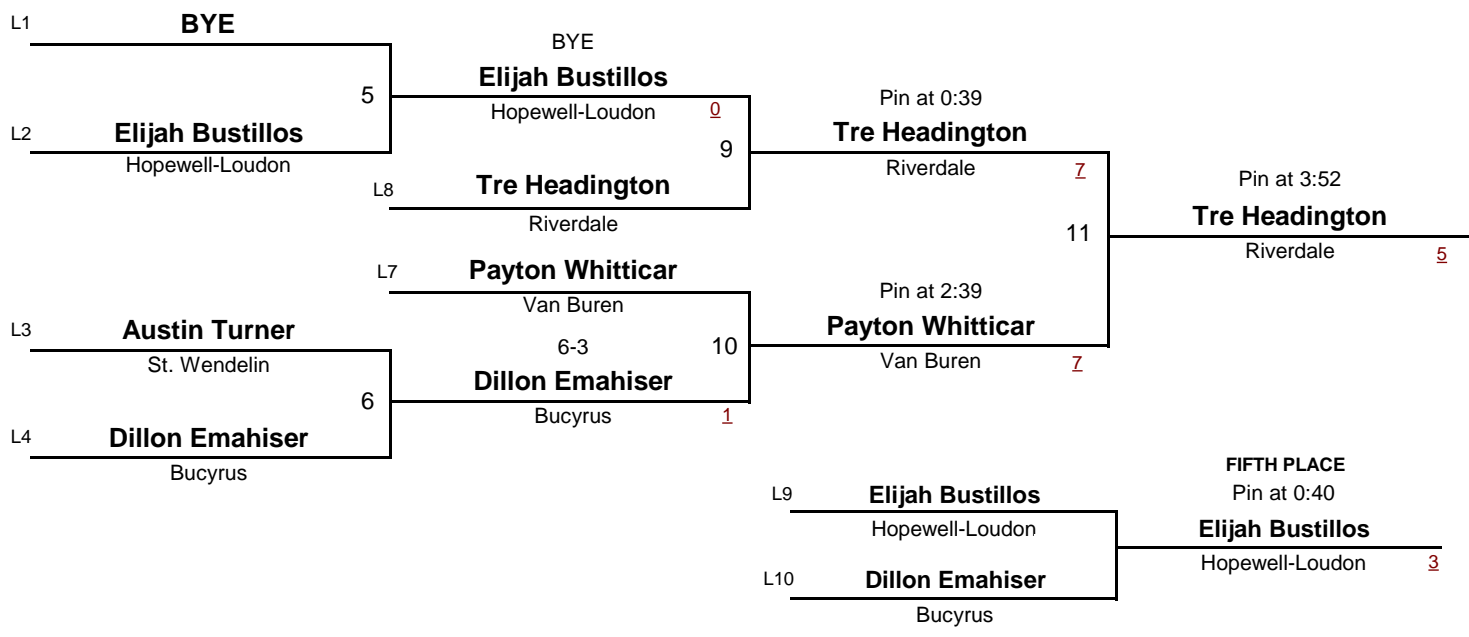 L1
BYE
5
L2
Elijah Bustillos
Hopewell-Loudon
BYE
Elijah Bustillos
Hopewell-Loudon
0
9
L8
Tre Headington
Riverdale
Pin at 0:39
Tre Headington
Riverdale
7
11
Pin at 3:52
Tre Headington
Riverdale
5
L7
Payton Whitticar
Van Buren
10
L3
Austin Turner
St. Wendelin
6
L4
Dillon Emahiser
Bucyrus
6-3
Dillon Emahiser
Bucyrus
1
Pin at 2:39
Payton Whitticar
Van Buren
7
L9
Elijah Bustillos
Hopewell-Loudon
L10
Dillon Emahiser
Bucyrus
FIFTH PLACE
Pin at 0:40
Elijah Bustillos
Hopewell-Loudon
3